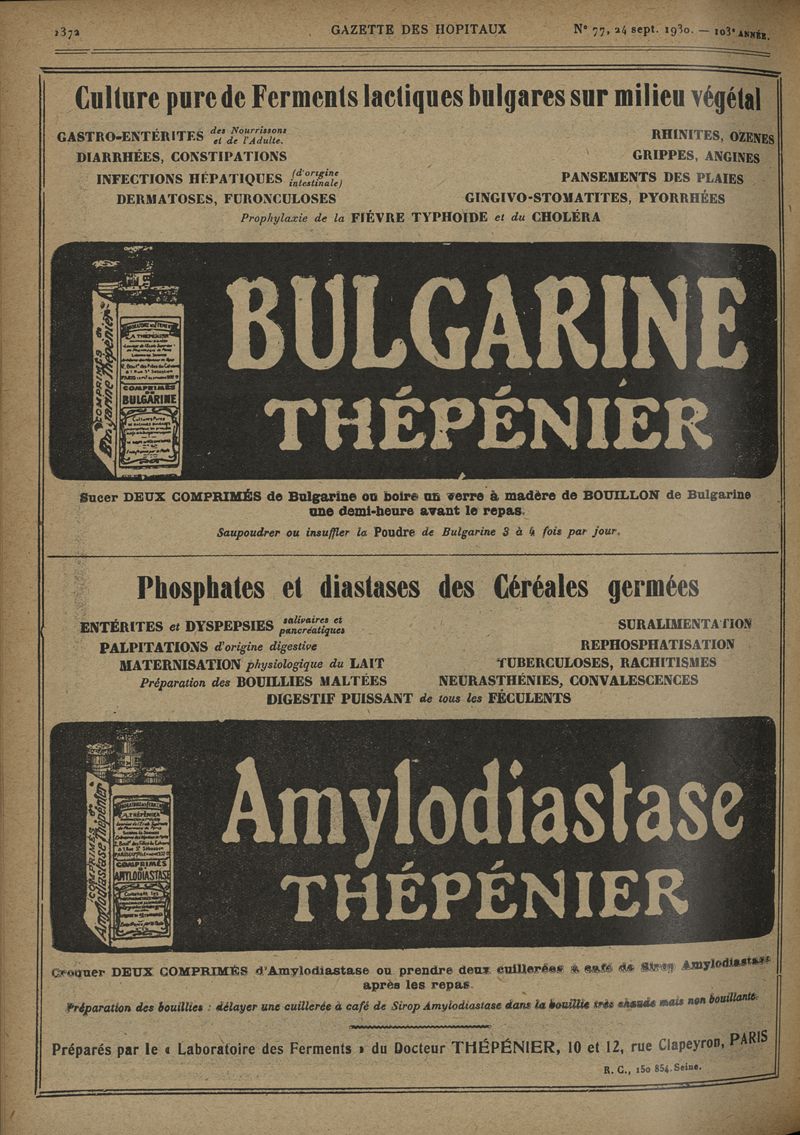 1372 GAZETTE DES HOPITAUX N° 77, 24 sept. 1930. — 103e ANNÉE.
Culture pure de Ferments lactiques bulgares sur milieu végétal
GASTRO-ENTÉRITES des Nourrissons et de l'Adulte. RHINITES, OZENES
DIARRHÉES, CONSTIPATIONS GRIPPES, ANGINES
INFECTIONS HÉPATIQUES (d'origine intestinale) PANSEMENTS DES PLAIES
DERMATOSES, FURONCULOSES GINGIVO-STOMATITES, PYORRHÉES
Prophylaxie de la FIÉVRE TYPHOÏDE et du CHOLÉRA
BULGARINE
THÉPÉNIER
COMPRIMÉS de
Bulgarine Thépénier
COMPRIMÉS
BULGARINE
Sucer DEUX COMPRIMÉS de Bulgarine ou boire un verre à madère de BOUILLON de Bulgarine
une demi-heure avant le repas.
Saupoudrer ou insuffler la Poudre de Bulgarine 3 à 4 fois par jour.
Phosphates et diastases des Céréales germées
ENTÉRITES et DYSPEPSIES salivaires et pancréatiques SURALIMENTATION
PALPITATIONS d'origine digestive REPHOSPHATISATION
MATERNISATION physiologique du LAIT TUBERCULOSES, RACHITISMES
Préparation des BOUILLIES MALTÉES NEURASTHÉNIES, CONVALESCENCES
DIGESTIF PUISSANT de tous les FÉCULENTS
Amylodiastase
THÉPÉNIER
COMPRIMÉS d'
Amylodiastase Thépénier
COMPRIMÉS
AMYLODIASTASE
Croquer DEUX COMPRIMÉS d'Amylodiastase ou prendre deux cuillerées à café de Sirop Amylodiastase
après les repas.
Préparation des bouillies : délayer une cuillerée à café de Sirop Amylodiastase dans la bouillie très chaude mais non bouillante.
Préparés par le « Laboratoire des Ferments » du Docteur THÉPÉNIER, 10 et 12, rue Clapeyron, PARIS
R. C., 150 854. Seine.